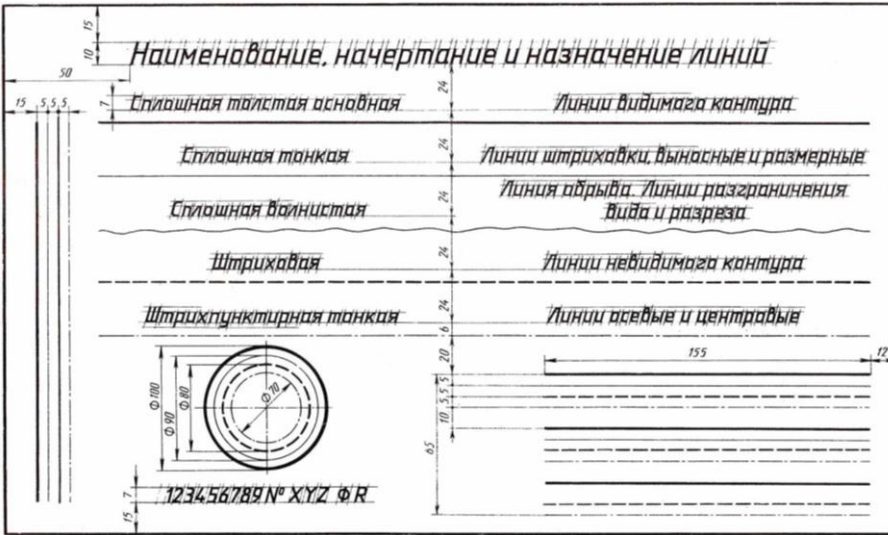 15
10
Наименование, начертание и назначение линий
50
24
15 5 5 5
7
Сплошная толстая основная Линии видимого контура
24
Сплошная тонкая Линии штриховки, выносные и размерные
24
Линия обрыва. Линии разграничения
Сплошная волнистая вида и разреза
24
Штриховая Линии невидимого контура
24
Штрихпунктирная тонкая Линии осевые и центровые
6
20
155 12
Ф100
Ф90
Ф80
Ф70
5 5 5 5
10
65
7
123456789 № XYZ Ф R
15